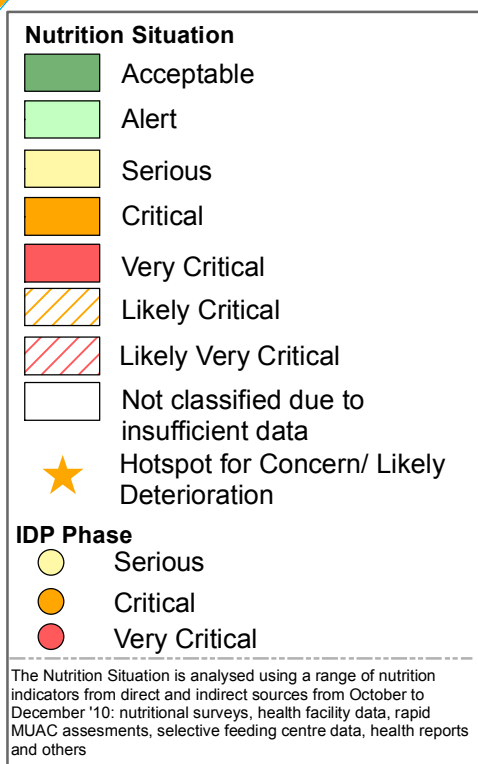 Nutrition Situation
Acceptable
Alert
Serious
Critical
Very Critical
Likely Critical
Likely Very Critical
Not classified due to
insufficient data
Hotspot for Concern/ Likely
Deterioration
IDP Phase
Serious
Critical
Very Critical
The Nutrition Situation is analysed using a range of nutrition
indicators from direct and indirect sources from October to
December '10: nutritional surveys, health facility data, rapid
MUAC assesments, selective feeding centre data, health reports
and others